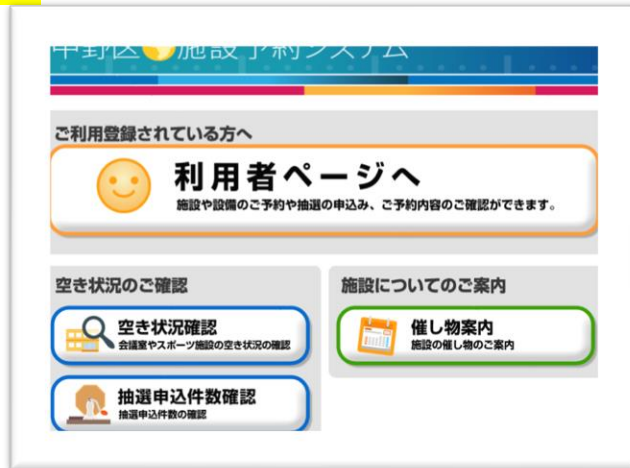 中野区施設予約システム
ご利用登録されている方へ
利用者ページへ
施設や設備のご予約や抽選の申込み、ご予約内容のご確認ができます。
空き状況のご確認
空き状況確認
会議室やスポーツ施設の空き状況の確認
抽選申込件数確認
抽選申込件数の確認
施設についてのご案内
催し物案内
施設の催し物のご案内